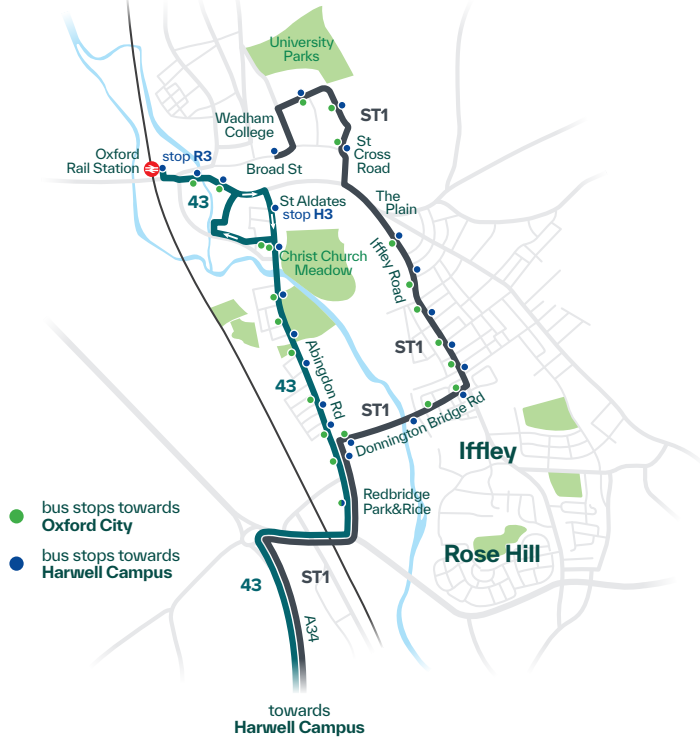 University
Parks
ST1
Wadham
College
St
Cross
Road
Oxford
Rail Station
stop R3
Broad St
43
St Aldates
stop H3
The
Plain
Christ Church
Meadow
Iffley Road
ST1
Abingdon Rd
43
ST1
Donnington Bridge Rd
Iffley
Redbridge
Park&Ride
bus stops towards
Oxford City
Rose Hill
bus stops towards
Harwell Campus
43
ST1
A34
towards
Harwell Campus